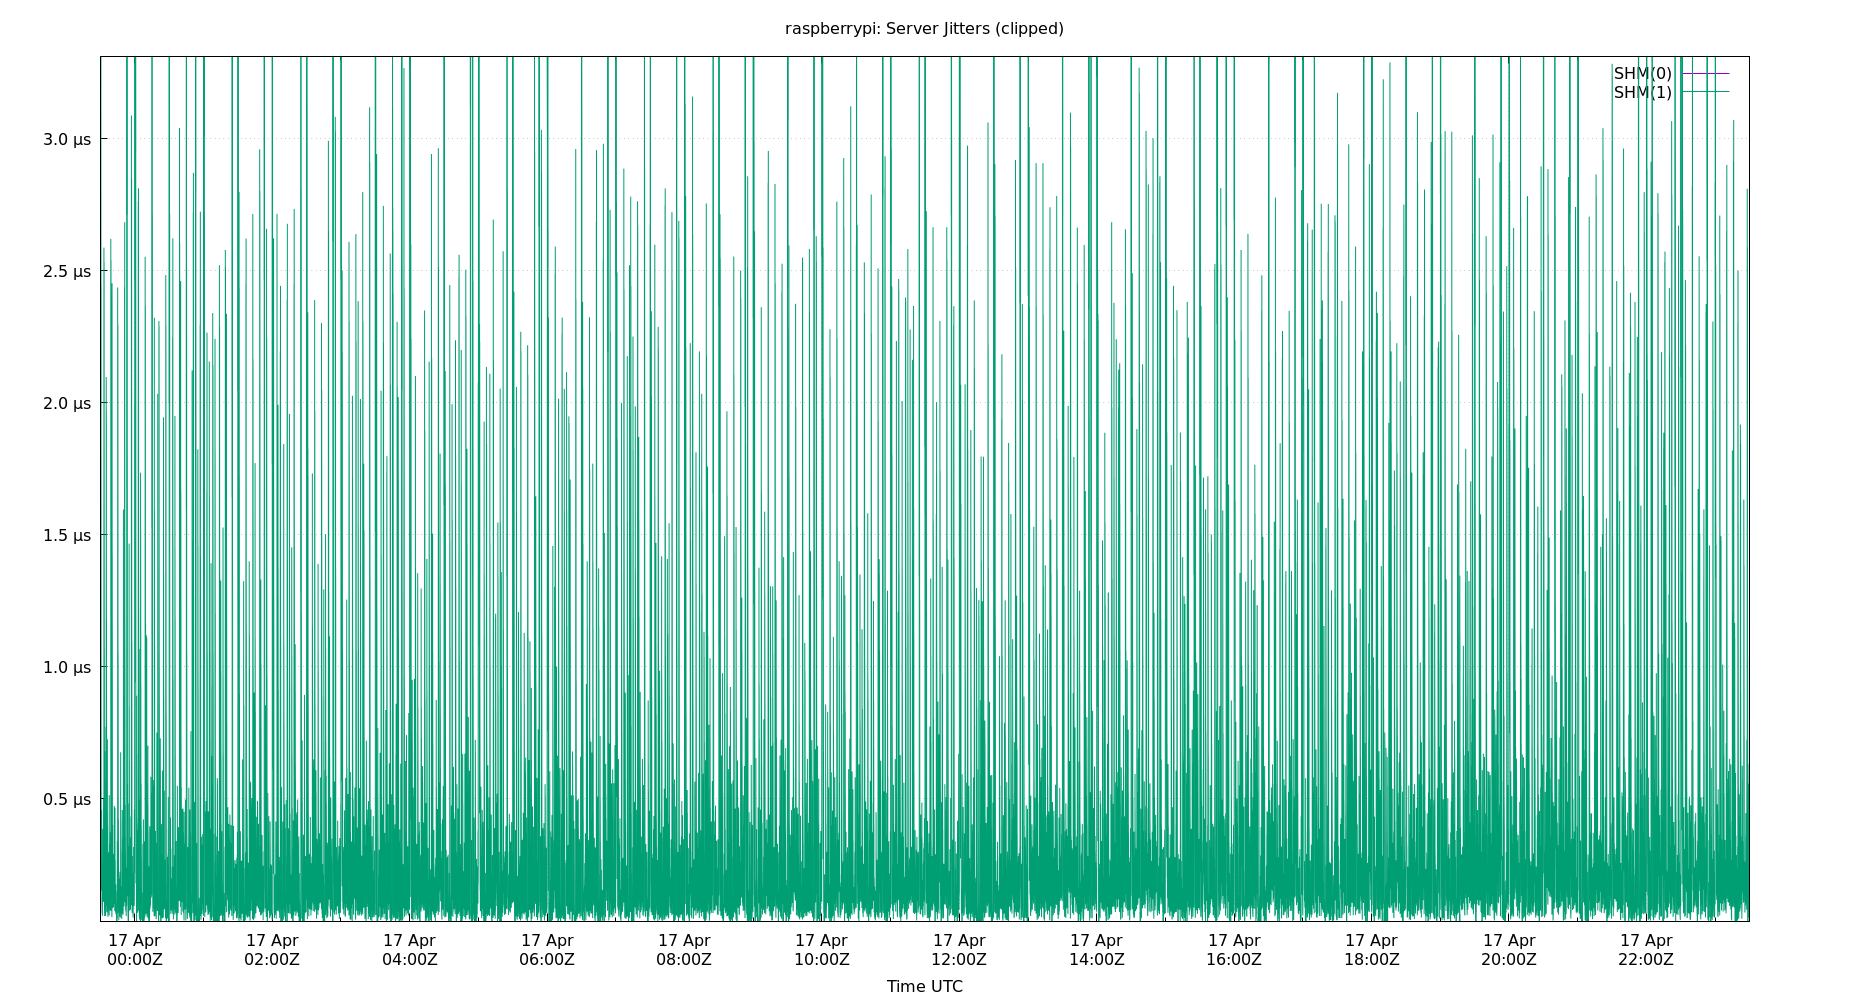 raspberrypi: Server Jitters (clipped)
SHM(0)
SHM(1)
3.0 µs
2.5 µs
2.0 µs
1.5 µs
1.0 µs
0.5 µs
17 Apr 17 Apr 17 Apr 17 Apr 17 Apr 17 Apr 17 Apr 17 Apr 17 Apr 17 Apr 17 Apr 17 Apr
00:00Z 02:00Z 04:00Z 06:00Z 08:00Z 10:00Z 12:00Z 14:00Z 16:00Z 18:00Z 20:00Z 22:00Z
Time UTC